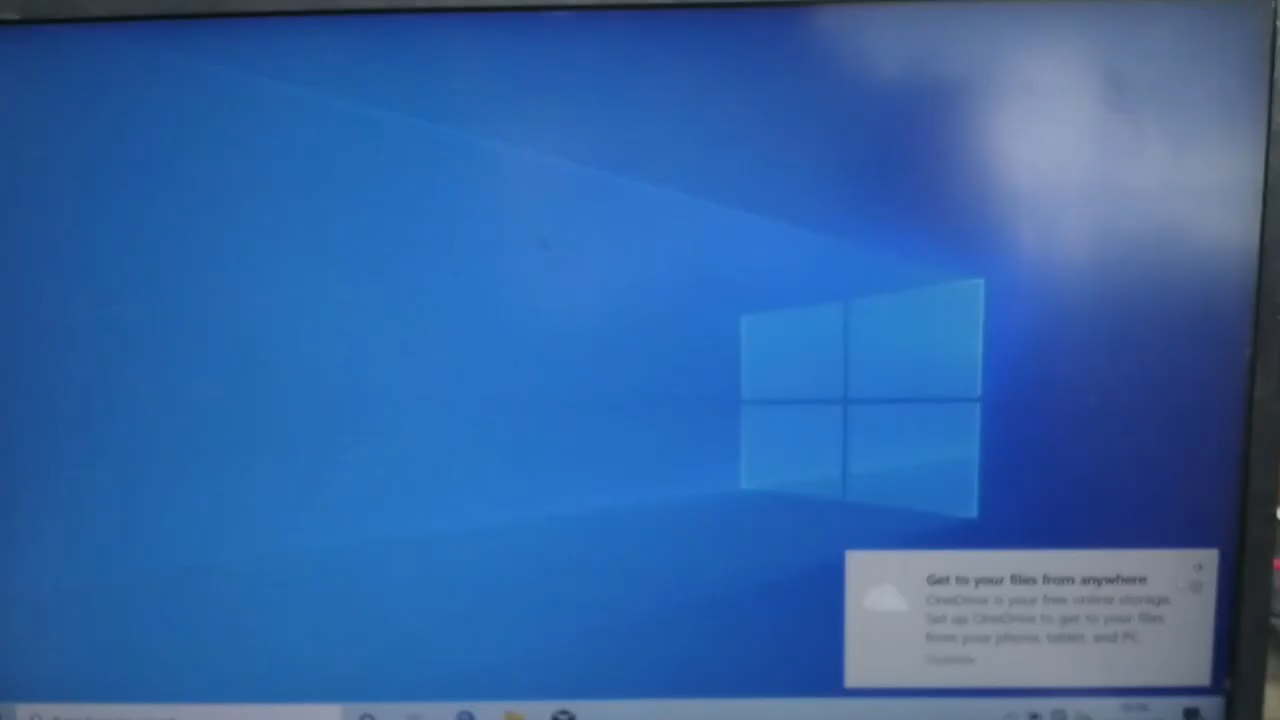 Get to your files from anywhere
OneDrive is your free online storage.
Set up OneDrive to get to your files
from your phone, tablet, and PC.
OneDrive